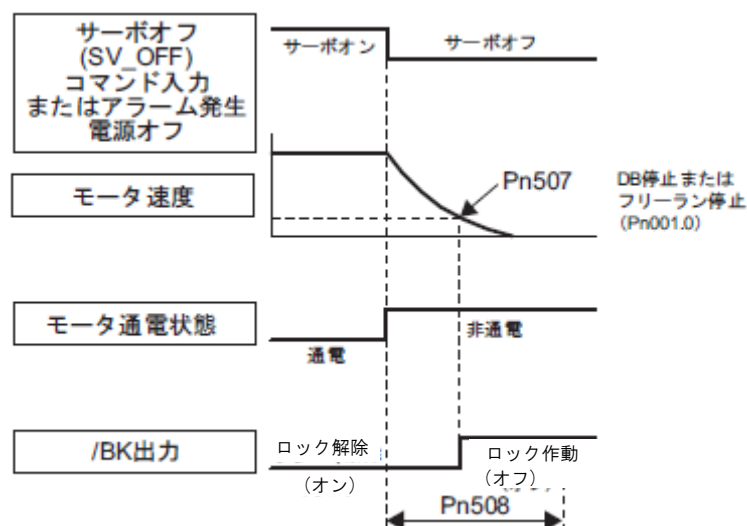 サーボオフ
(SV_OFF)
コマンド入力
またはアラーム発生
電源オフ
サーボオン
サーボオフ
モータ速度
Pn507
DB停止または
フリーラン停止
(Pn001.0)
モータ通電状態
通電
非通電
/BK出力
ロック解除
(オン)
ロック作動
(オフ)
Pn508